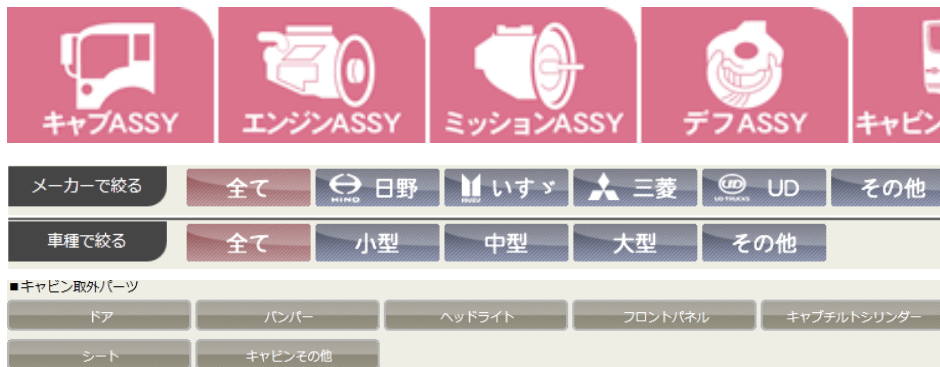 キャブASSY
エンジンASSY
ミッションASSY
デフASSY
キャビン
メーカーで絞る
全て
HINO 日野
ISUZU いすゞ
三菱
UD UD TRUCKS UD
その他
車種で絞る
全て
小型
中型
大型
その他
■キャビン取外パーツ
ドア
バンパー
ヘッドライト
フロントパネル
キャブチルトシリンダー
シート
キャビンその他